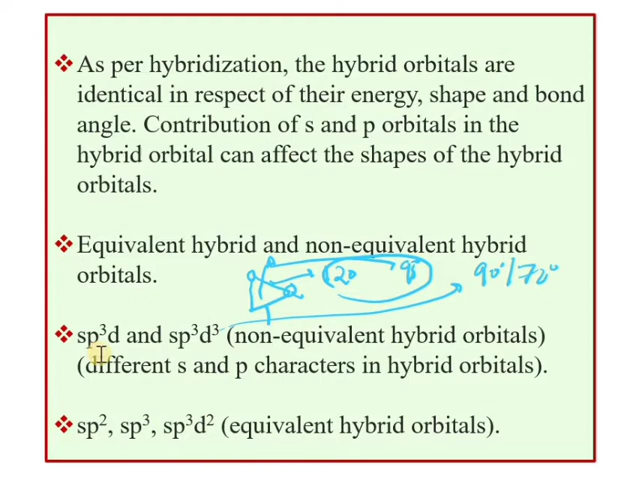 ❖ As per hybridization, the hybrid orbitals are
identical in respect of their energy, shape and bond
angle. Contribution of s and p orbitals in the
hybrid orbital can affect the shapes of the hybrid
orbitals.
❖ Equivalent hybrid and non-equivalent hybrid
orbitals.
120 90 90°/72°
❖ sp³d and sp³d³ (non-equivalent hybrid orbitals)
(different s and p characters in hybrid orbitals).
❖ sp², sp³, sp³d² (equivalent hybrid orbitals).